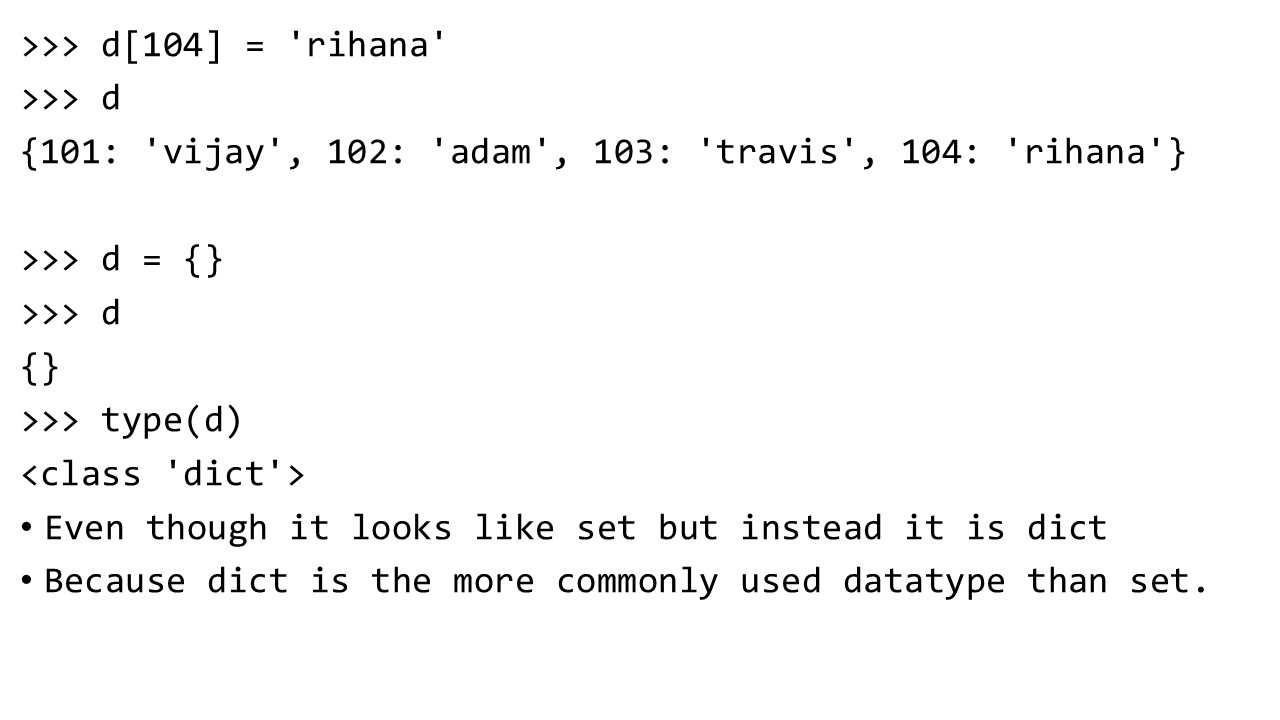 >>> d[104] = 'rihana'
>>> d
{101: 'vijay', 102: 'adam', 103: 'travis', 104: 'rihana'}
>>> d = {}
>>> d
{}
>>> type(d)
<class 'dict'>
• Even though it looks like set but instead it is dict
• Because dict is the more commonly used datatype than set.